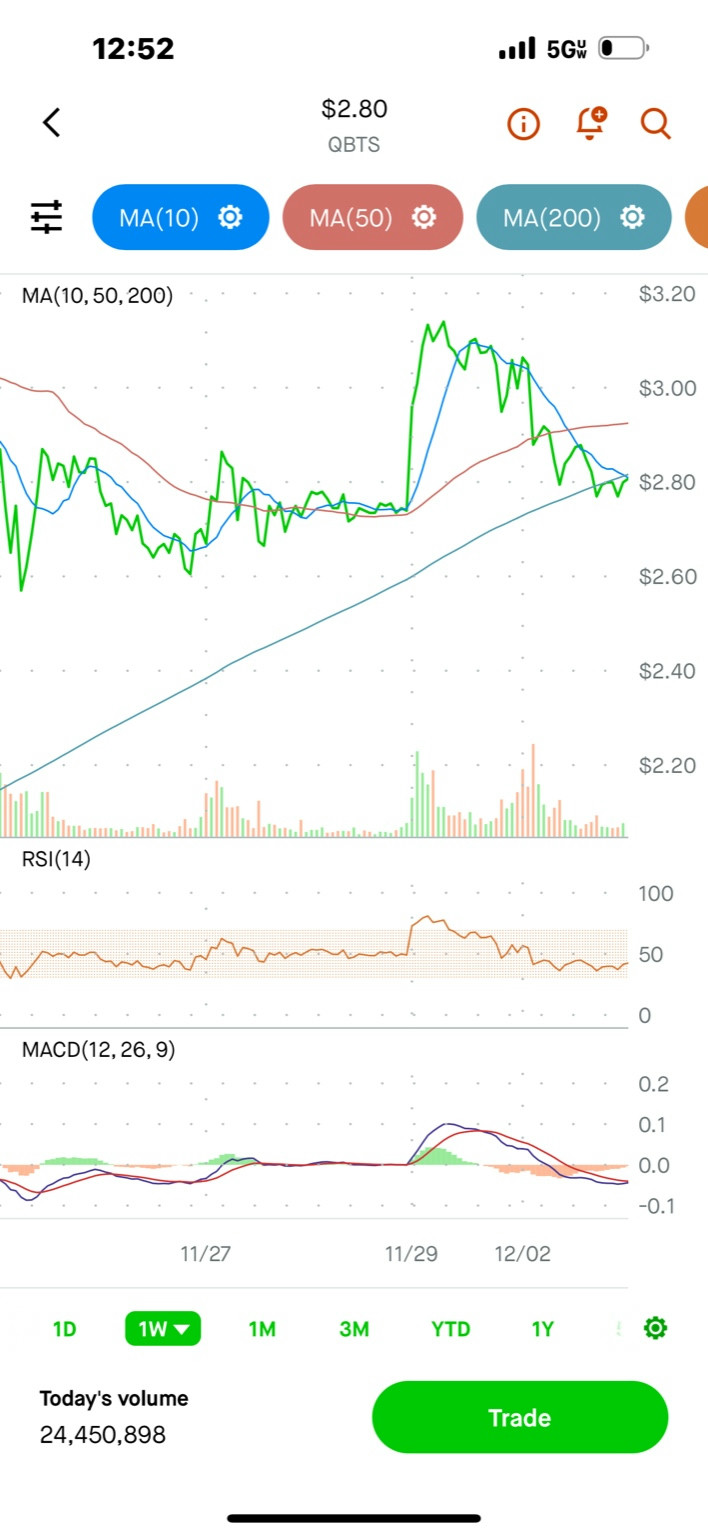 12:52
5GUW
$2.80
QBTS
MA(10) MA(50) MA(200)
MA(10,50,200)
$3.20
$3.00
$2.80
$2.60
$2.40
$2.20
RSI(14)
100
50
0
MACD(12,26,9)
0.2
0.1
0.0
-0.1
11/27 11/29 12/02
1D 1W 1M 3M YTD 1Y
Today's volume
24,450,898
Trade